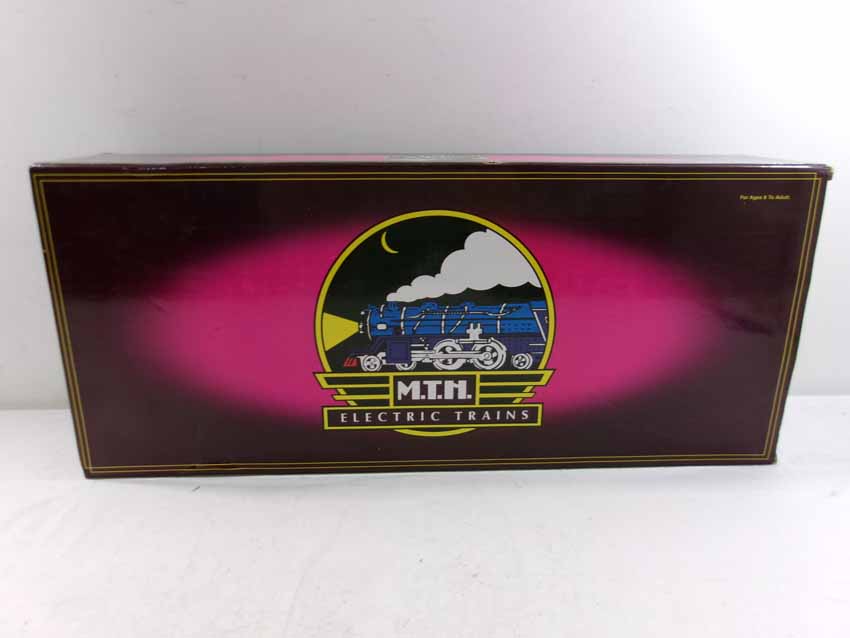 For Ages 8 To Adult.
M.T.H.
ELECTRIC TRAINS